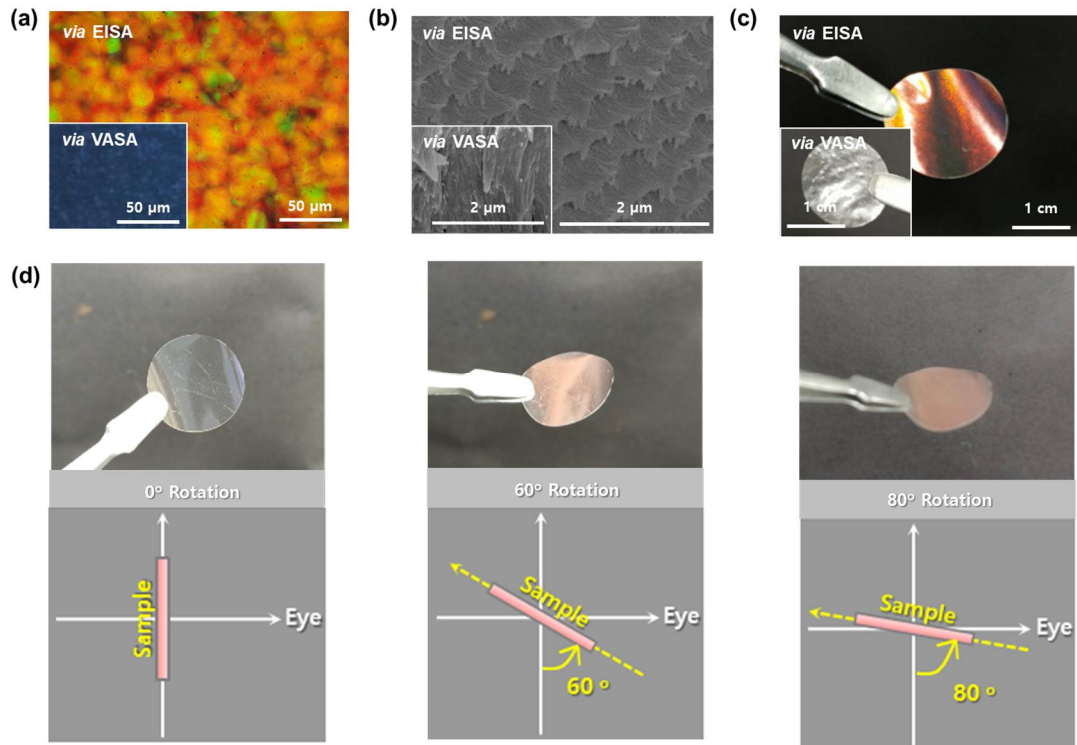 (a)
via EISA
via VASA
50 μm
50 μm
(b)
via EISA
via VASA
2 μm
2 μm
(c)
via EISA
via VASA
1 cm
1 cm
(d)
0° Rotation
60° Rotation
80° Rotation
Sample
Eye
Sample
Eye
60 °
Sample
Eye
80 °